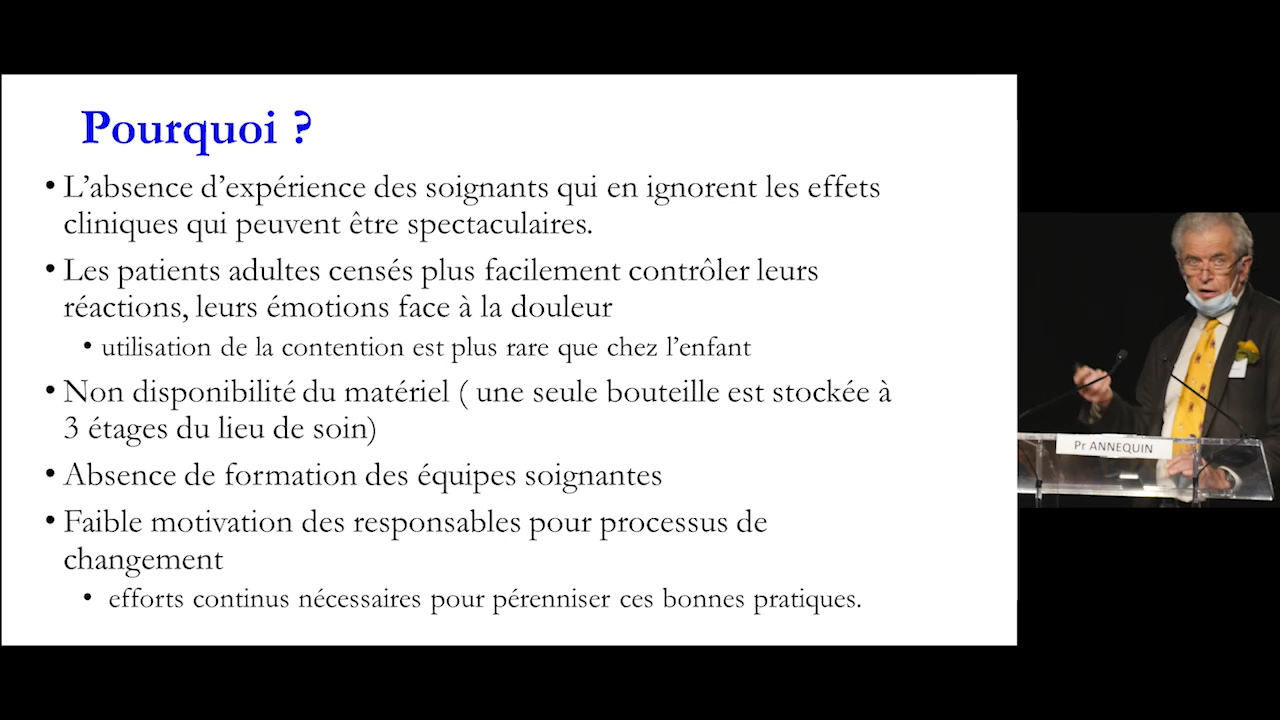 Pourquoi ?
• L’absence d’expérience des soignants qui en ignorent les effets
cliniques qui peuvent être spectaculaires.
• Les patients adultes censés plus facilement contrôler leurs
réactions, leurs émotions face à la douleur
• utilisation de la contention est plus rare que chez l’enfant
• Non disponibilité du matériel ( une seule bouteille est stockée à
3 étages du lieu de soin)
• Absence de formation des équipes soignantes
• Faible motivation des responsables pour processus de
changement
• efforts continus nécessaires pour pérenniser ces bonnes pratiques.
Pr ANNEQUIN